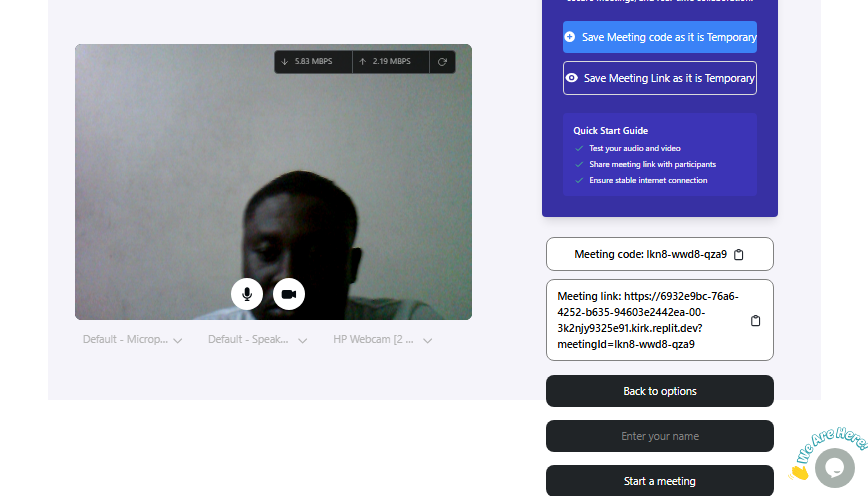 Save Meeting code as it is Temporary
Save Meeting Link as it is Temporary
Quick Start Guide
Test your audio and video
Share meeting link with participants
Ensure stable internet connection
5.83 MBPS
2.19 MBPS
Default - Microp...
Default - Speak...
HP Webcam [2 ...
Meeting code: lkn8-wwd8-qza9
Meeting link: https://6932e9bc-76a6-
4252-b635-94603e2442ea-00-
3k2njy9325e91.kirk.replit.dev?
meetingId=lkn8-wwd8-qza9
Back to options
Enter your name
Start a meeting
We Are Here!